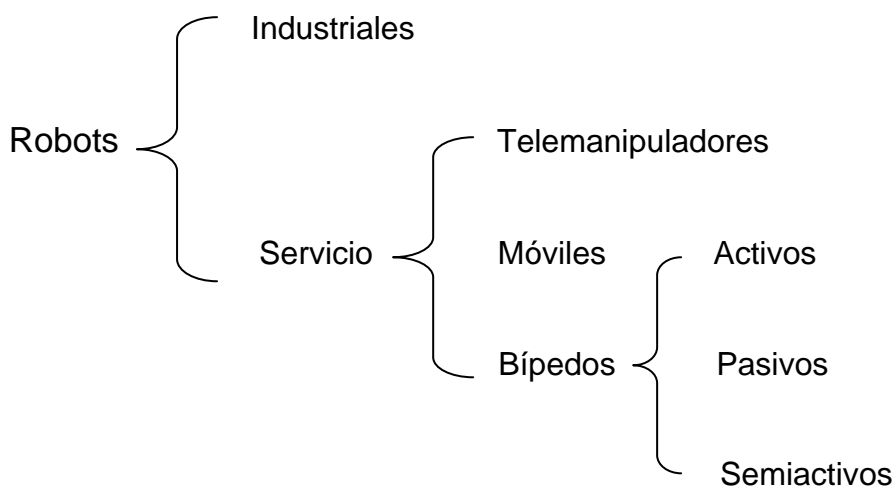 Industriales
Robots
Telemanipuladores
Servicio
Móviles
Activos
Bípedos
Pasivos
Semiactivos